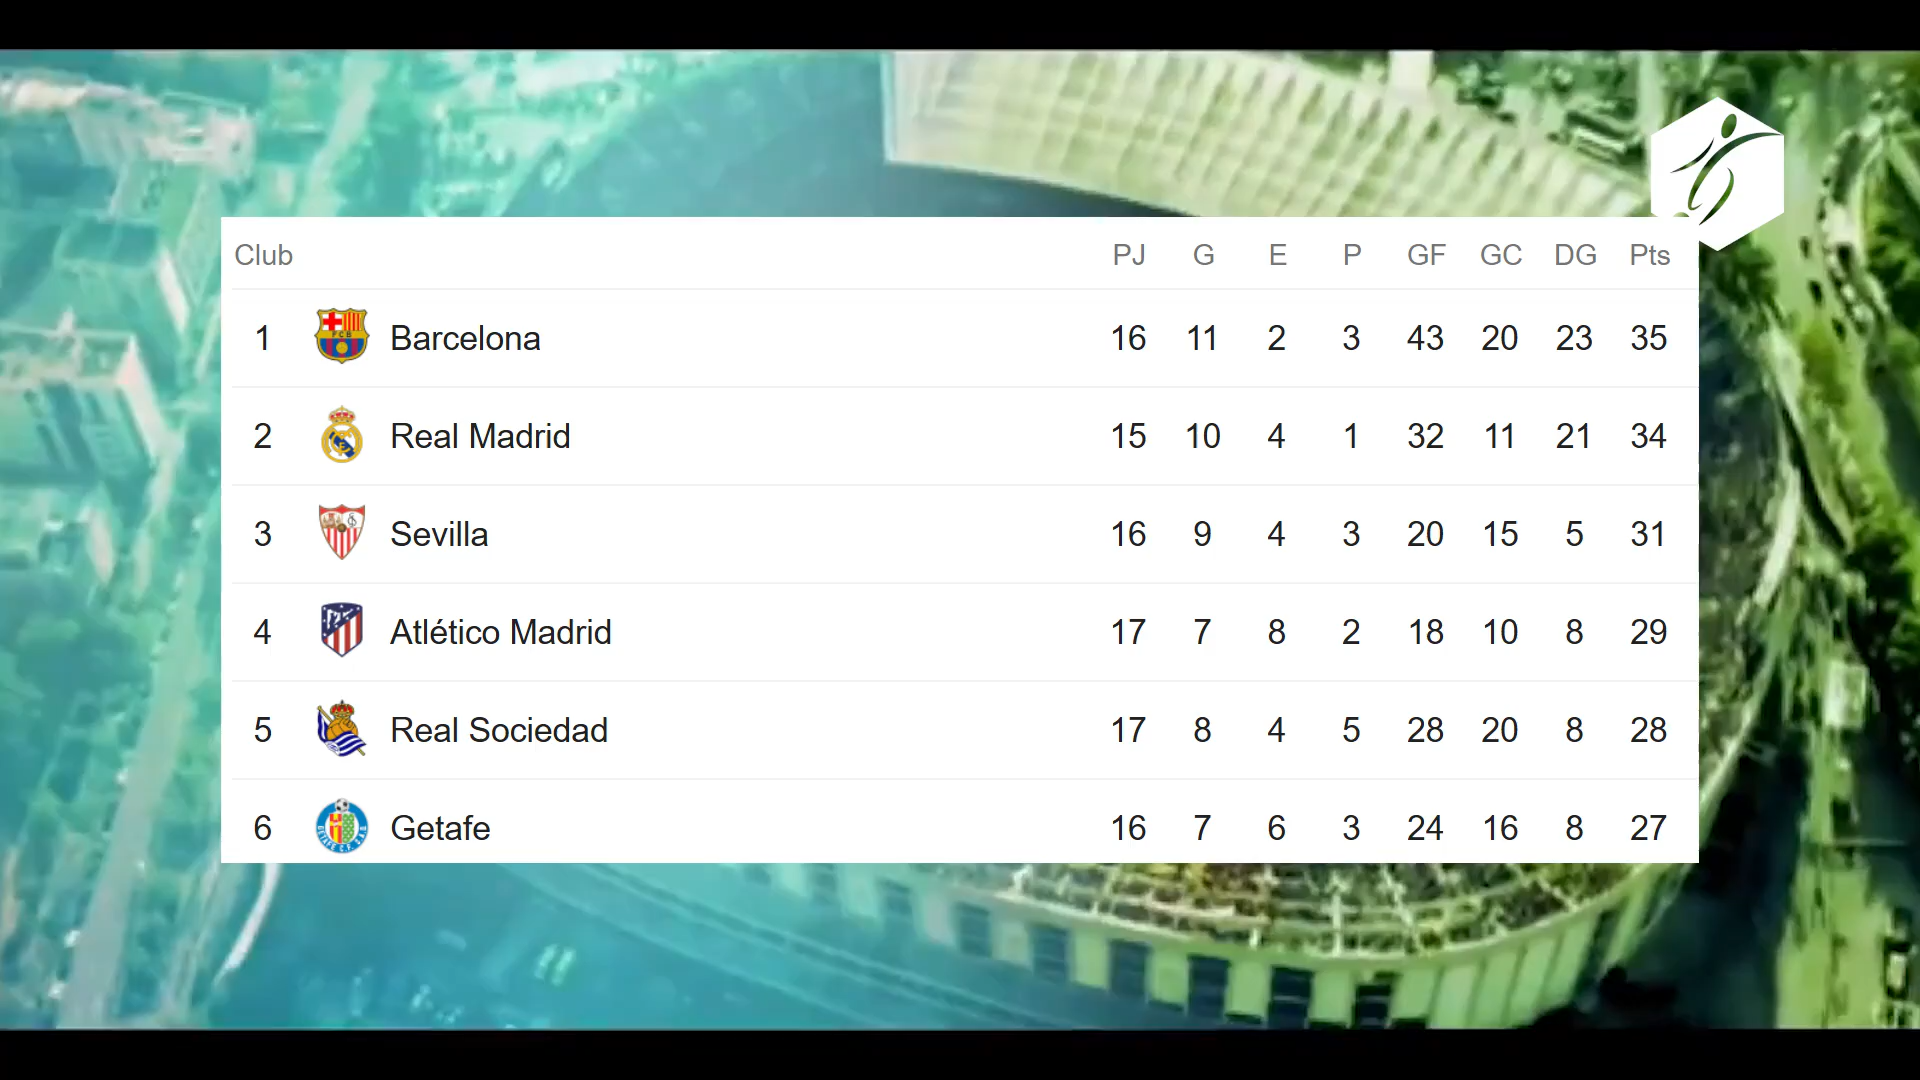 Club PJ G E P GF GC DG Pts
1 Barcelona 16 11 2 3 43 20 23 35
2 Real Madrid 15 10 4 1 32 11 21 34
3 Sevilla 16 9 4 3 20 15 5 31
4 Atlético Madrid 17 7 8 2 18 10 8 29
5 Real Sociedad 17 8 4 5 28 20 8 28
6 Getafe 16 7 6 3 24 16 8 27